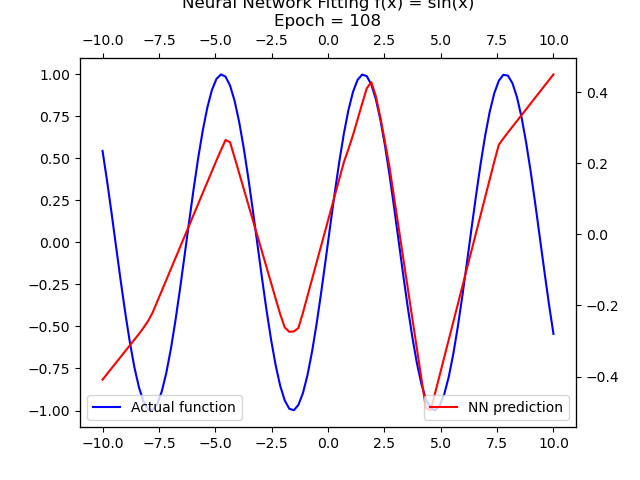 Neural Network Fitting f(x) = sin(x)
Epoch = 108
−10.0 −7.5 −5.0 −2.5 0.0 2.5 5.0 7.5 10.0
1.00
0.75
0.50
0.25
0.00
−0.25
−0.50
−0.75
−1.00
0.4
0.2
0.0
−0.2
−0.4
Actual function
NN prediction
−10.0 −7.5 −5.0 −2.5 0.0 2.5 5.0 7.5 10.0